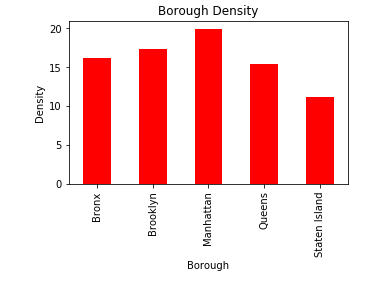 Borough Density
20
15
10
5
0
Density
Bronx
Brooklyn
Manhattan
Queens
Staten Island
Borough